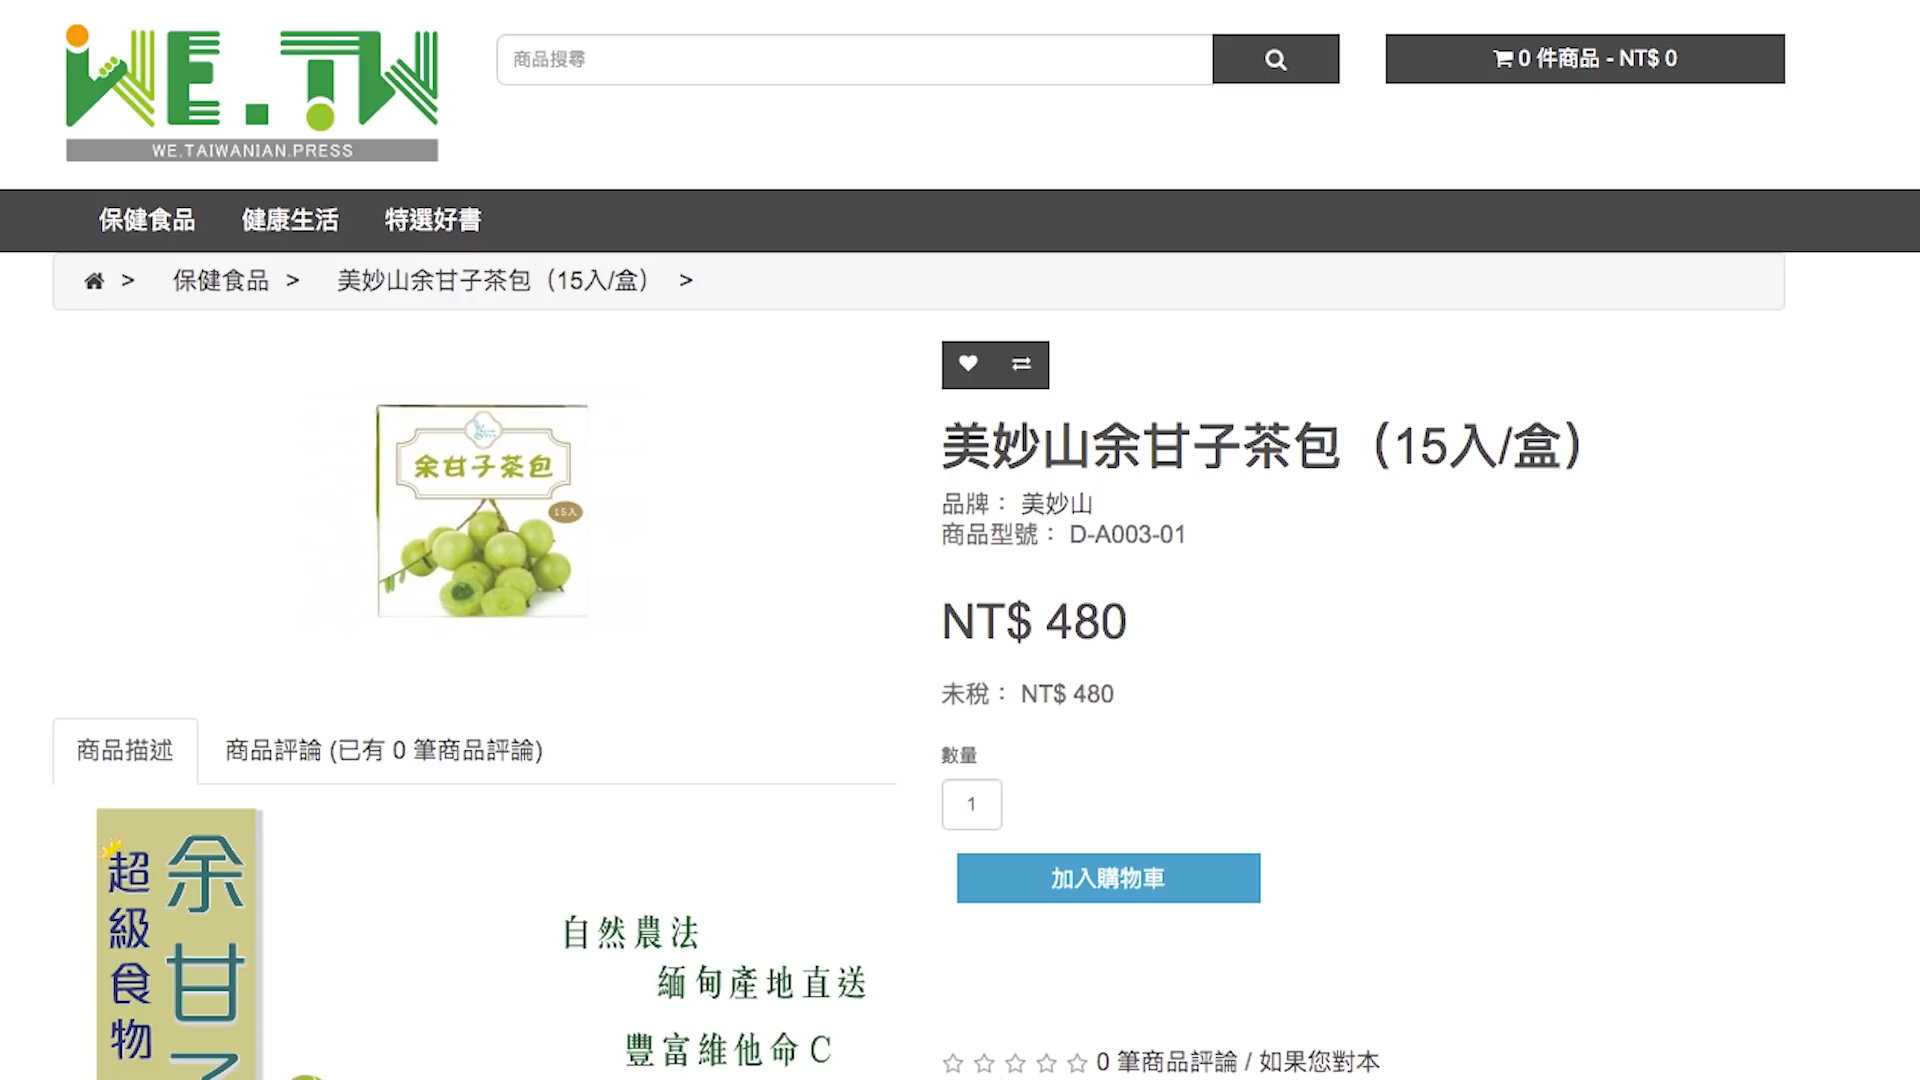 WE.TW
WE.TAIWANIAN.PRESS
商品搜尋
0 件商品 - NT$ 0
保健食品 健康生活 特選好書
> 保健食品 > 美妙山余甘子茶包（15入/盒） >
余甘子茶包
15入
美妙山余甘子茶包（15入/盒）
品牌： 美妙山
商品型號： D-A003-01
NT$ 480
未稅： NT$ 480
數量
1
加入購物車
0 筆商品評論 / 如果您對本
商品描述 商品評論 (已有 0 筆商品評論)
超級食物
余甘子
自然農法
緬甸產地直送
豐富維他命C